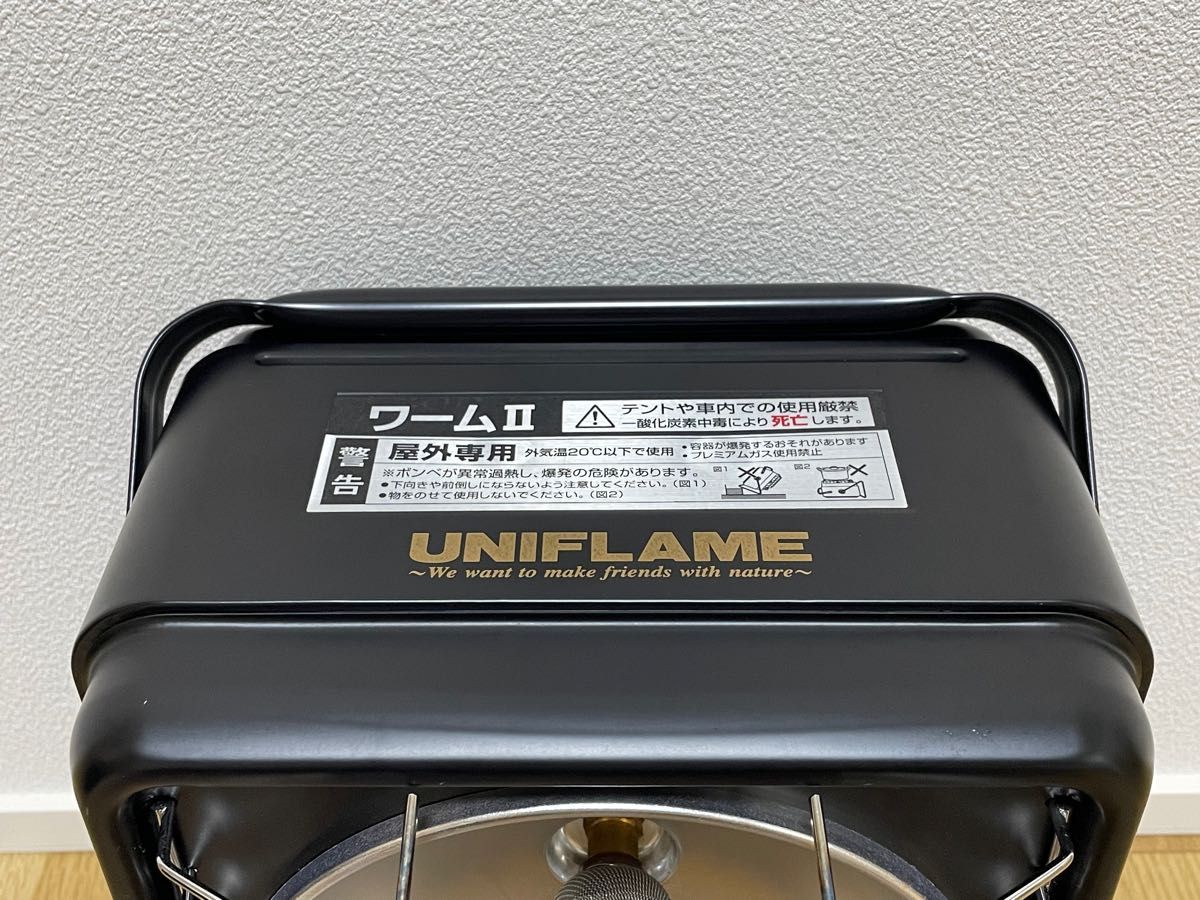 ワームⅡ
テントや車内での使用厳禁
一酸化炭素中毒により死亡します。
警告
屋外専用 外気温20℃以下で使用
・容器が爆発するおそれがあります
・プレミアムガス使用禁止
※ボンベが異常過熱し、爆発の危険があります。
●下向きや前倒しにならないよう注意してください。(図1)
●物をのせて使用しないでください。(図2)
図1
図2
UNIFLAME
~We want to make friends with nature~